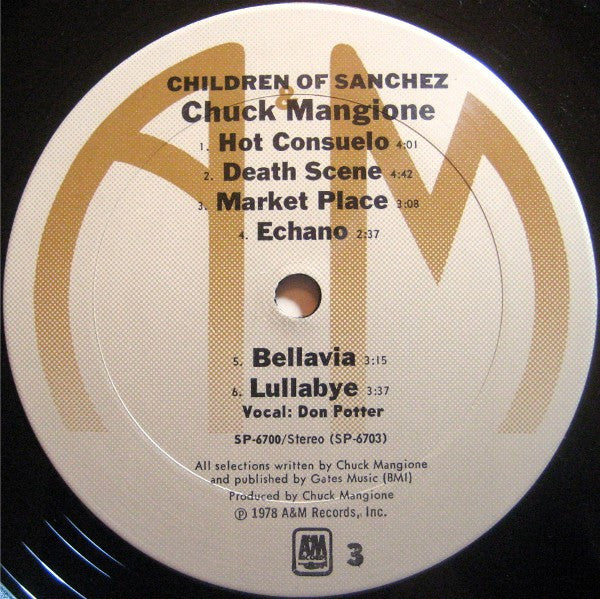 CHILDREN OF SANCHEZ
&
Chuck Mangione
1. Hot Consuelo 4:01
2. Death Scene 4:42
3. Market Place 3:08
4. Echano 2:37
5. Bellavia 3:15
6. Lullabye 3:37
Vocal: Don Potter
SP-6700/Stereo (SP-6703)
All selections written by Chuck Mangione
and published by Gates Music (BMI)
Produced by Chuck Mangione
℗ 1978 A&M Records, Inc.
A&M
RECORDS
3